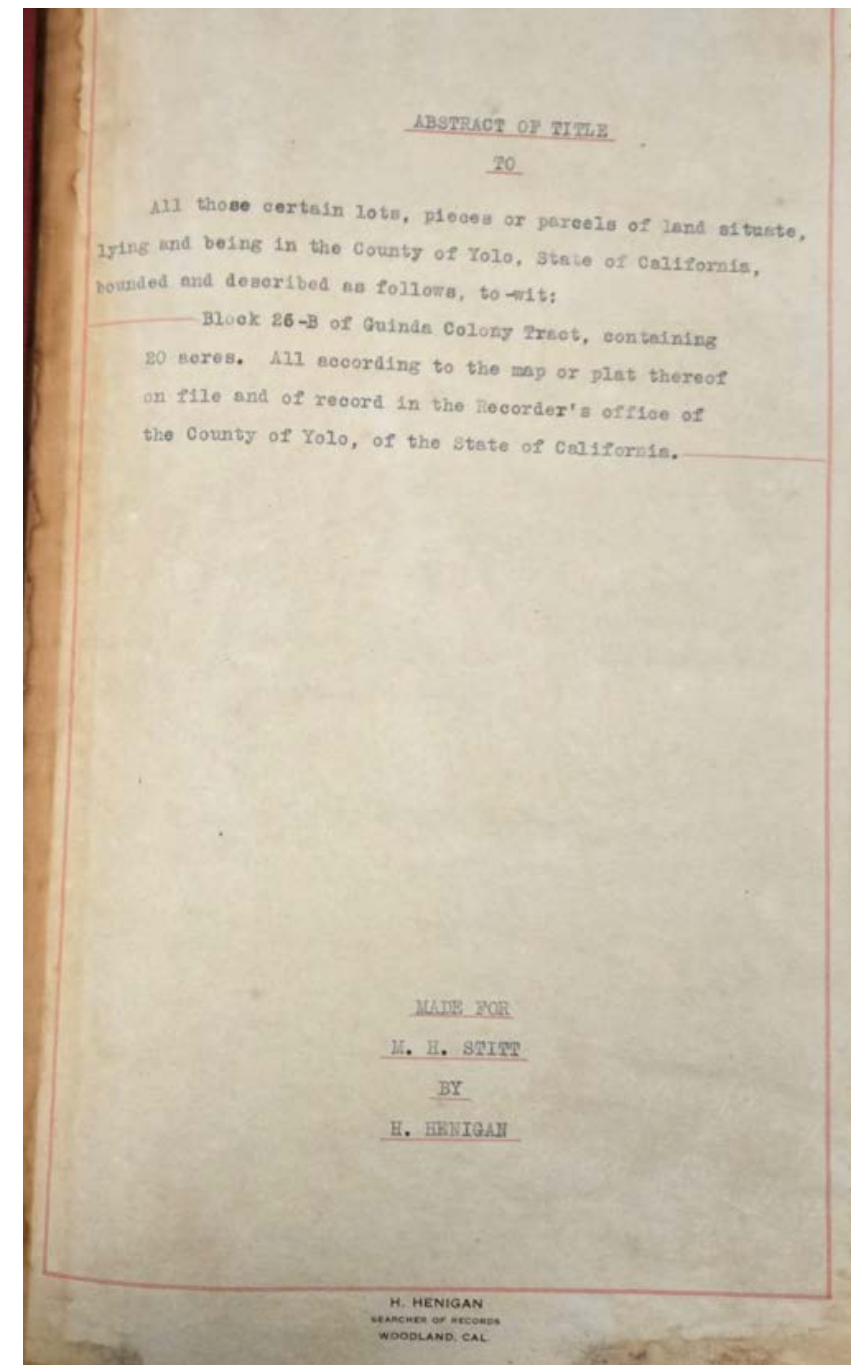 ABSTRACT OF TITLE
TO
All those certain lots, pieces or parcels of land situate,
lying and being in the County of Yolo, State of California,
bounded and described as follows, to-wit:
Block 26-B of Guinda Colony Tract, containing
20 acres. All according to the map or plat thereof
on file and of record in the Recorder's office of
the County of Yolo, of the State of California.
MADE FOR
M. H. STITT
BY
H. HENIGAN
H. HENIGAN
SEARCHER OF RECORDS
WOODLAND, CAL